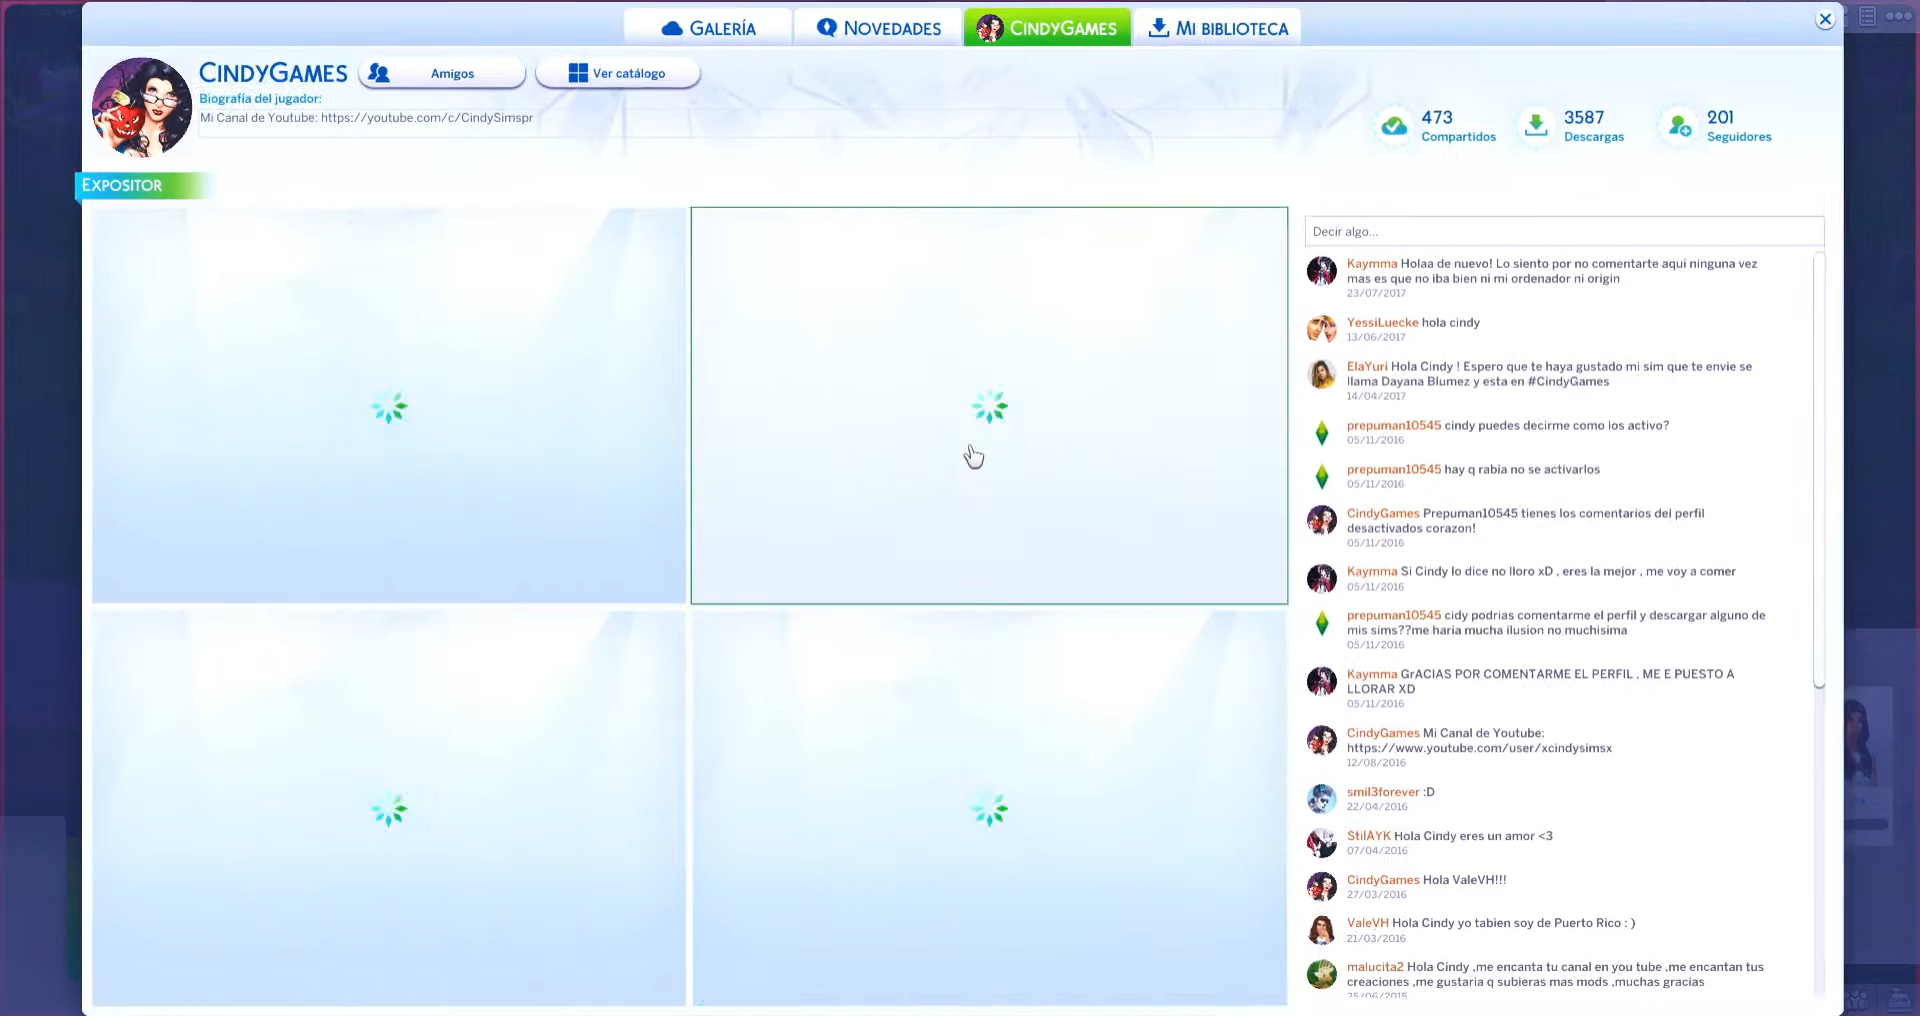 GALERÍA
NOVEDADES
CINDYGAMES
MI BIBLIOTECA
CINDYGAMES
Amigos
Ver catálogo
Biografía del jugador:
Mi Canal de Youtube: https://youtube.com/c/CindySimspr
473
Compartidos
3587
Descargas
201
Seguidores
EXPOSITOR
Decir algo...
Kaymma Holaa de nuevo! Lo siento por no comentarte aqui ninguna vez
mas es que no iba bien ni mi ordenador ni origin
23/07/2017
YessiLuecke hola cindy
13/06/2017
ElaYuri Hola Cindy ! Espero que te haya gustado mi sim que te envie se
llama Dayana Blumez y esta en #CindyGames
14/04/2017
prepuman10545 cindy puedes decirme como los activo?
05/11/2016
prepuman10545 hay q rabia no se activarlos
05/11/2016
CindyGames Prepuman10545 tienes los comentarios del perfil
desactivados corazon!
05/11/2016
Kaymma Si Cindy lo dice no lloro xD , eres la mejor , me voy a comer
05/11/2016
prepuman10545 cidy podrias comentarme el perfil y descargar alguno de
mis sims??me haria mucha ilusion no muchisima
05/11/2016
Kaymma GrACIAS POR COMENTARME EL PERFIL , ME E PUESTO A
LLORAR XD
05/11/2016
CindyGames Mi Canal de Youtube:
https://www.youtube.com/user/xcindysimsx
12/08/2016
smil3forever :D
22/04/2016
StilAYK Hola Cindy eres un amor <3
07/04/2016
CindyGames Hola ValeVH!!!
27/03/2016
ValeVH Hola Cindy yo tabien soy de Puerto Rico : )
21/03/2016
malucita2 Hola Cindy ,me encanta tu canal en you tube ,me encantan tus
creaciones ,me gustaria q subieras mas mods ,muchas gracias
25/06/2015